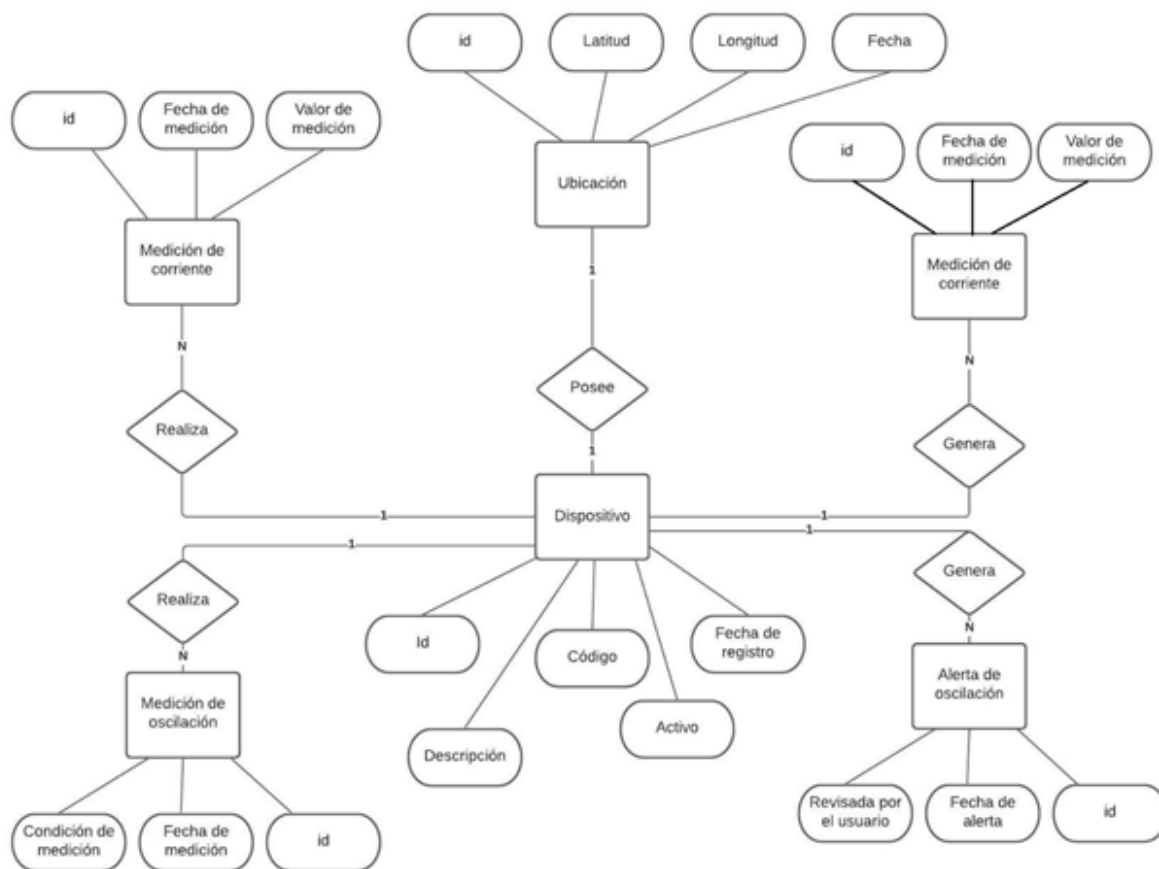 id
Latitud
Longitud
Fecha
id
Fecha de
medición
Valor de
medición
Ubicación
id
Fecha de
medición
Valor de
medición
Medición de
corriente
Medición de
corriente
1
N
N
Posee
Realiza
Genera
1
Dispositivo
1
1
1
1
Realiza
Genera
N
N
Id
Código
Fecha de
registro
Medición de
oscilación
Alerta de
oscilación
Descripción
Activo
Condición de
medición
Fecha de
medición
id
Revisada por
el usuario
Fecha de
alerta
id